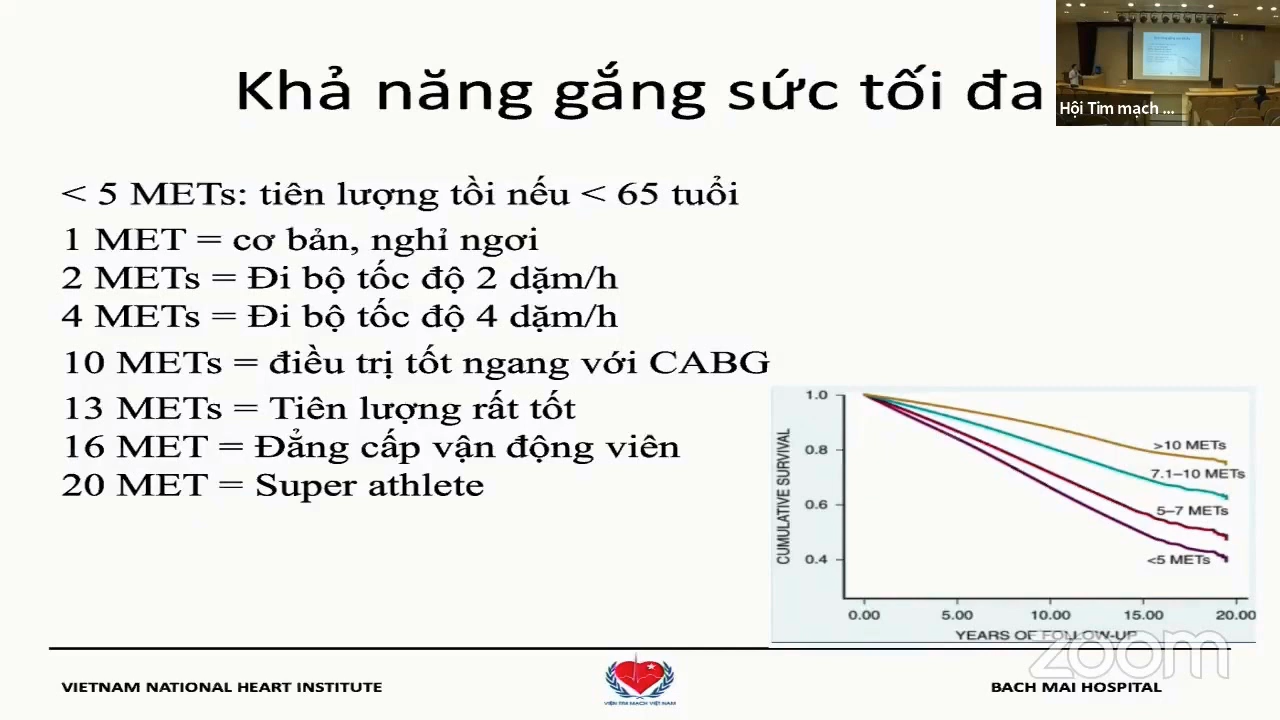 Khả năng gắng sức tối đa
Hội Tim mạch ...
< 5 METs: tiên lượng tồi nếu < 65 tuổi
1 MET = cơ bản, nghỉ ngơi
2 METs = Đi bộ tốc độ 2 dặm/h
4 METs = Đi bộ tốc độ 4 dặm/h
10 METs = điều trị tốt ngang với CABG
13 METs = Tiên lượng rất tốt
16 MET = Đẳng cấp vận động viên
20 MET = Super athlete
CUMULATIVE SURVIVAL
1.0
0.8
0.6
0.4
>10 METs
7.1–10 METs
5–7 METs
<5 METs
0.00 5.00 10.00 15.00 20.00
YEARS OF FOLLOW-UP
zoom
VIETNAM NATIONAL HEART INSTITUTE
VIỆN TIM MẠCH VIỆT NAM
BACH MAI HOSPITAL